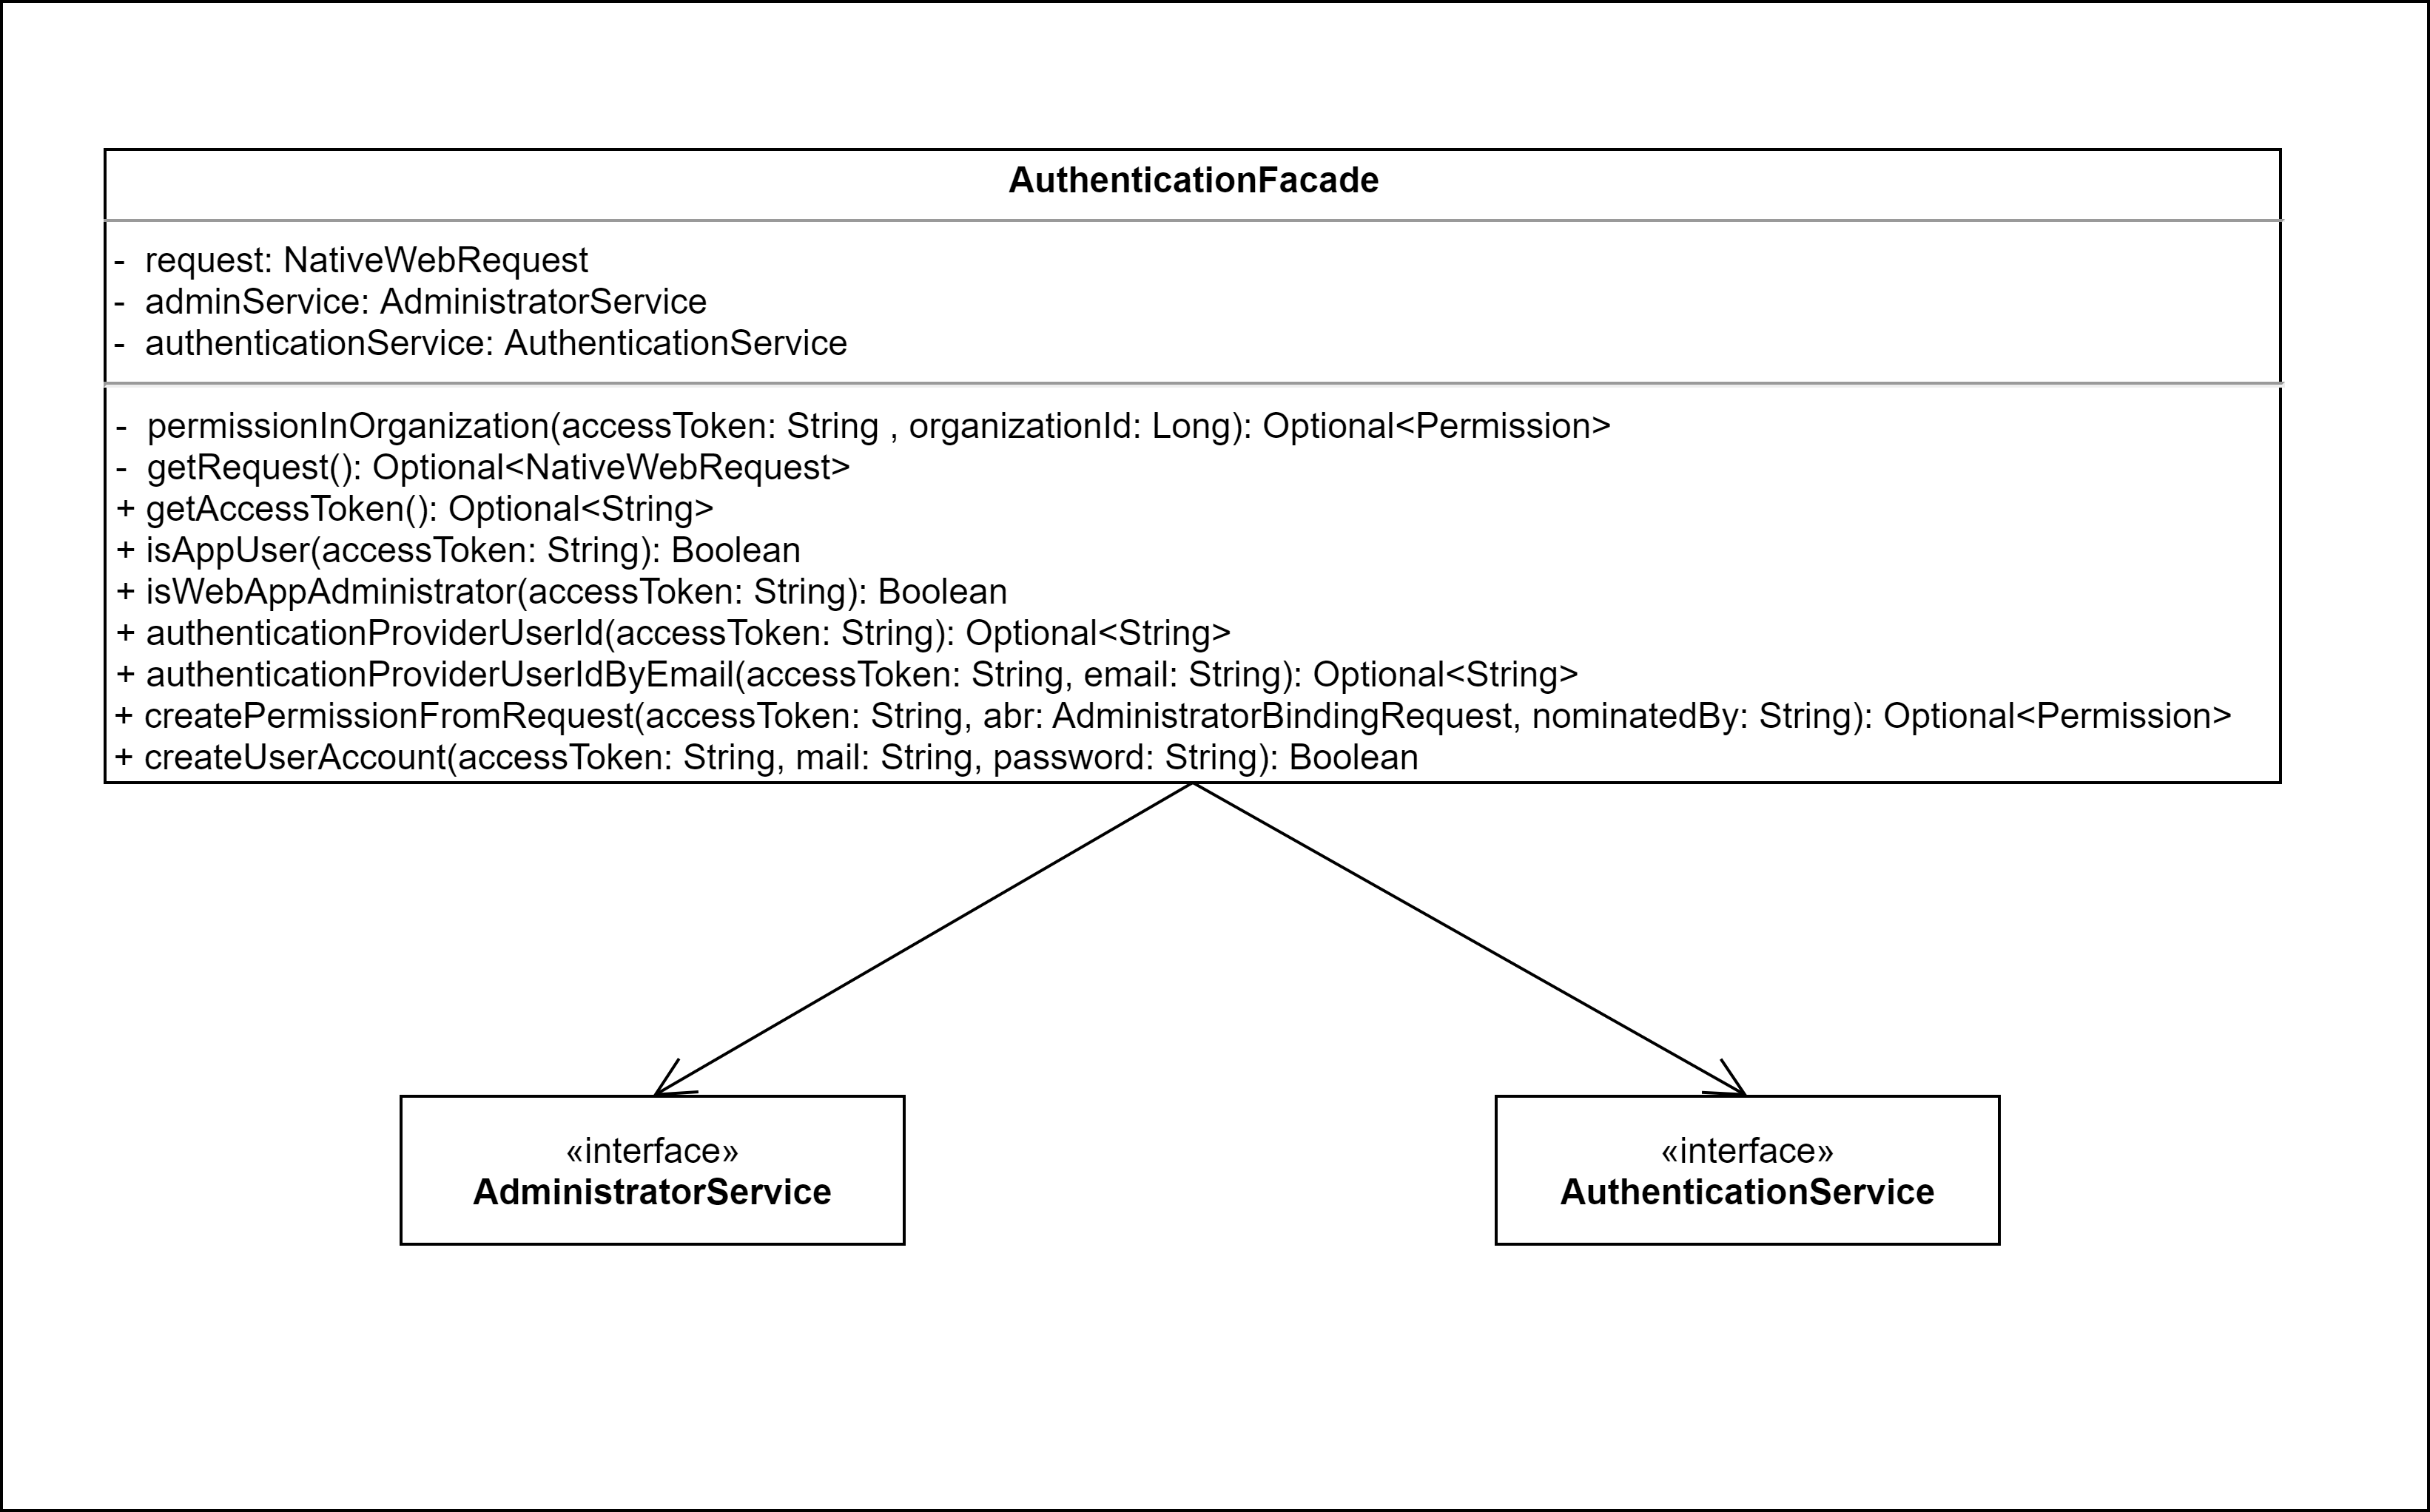 AuthenticationFacade
- request: NativeWebRequest
- adminService: AdministratorService
- authenticationService: AuthenticationService
- permissionInOrganization(accessToken: String , organizationId: Long): Optional<Permission>
- getRequest(): Optional<NativeWebRequest>
+ getAccessToken(): Optional<String>
+ isAppUser(accessToken: String): Boolean
+ isWebAppAdministrator(accessToken: String): Boolean
+ authenticationProviderUserId(accessToken: String): Optional<String>
+ authenticationProviderUserIdByEmail(accessToken: String, email: String): Optional<String>
+ createPermissionFromRequest(accessToken: String, abr: AdministratorBindingRequest, nominatedBy: String): Optional<Permission>
+ createUserAccount(accessToken: String, mail: String, password: String): Boolean
«interface»
AdministratorService
«interface»
AuthenticationService